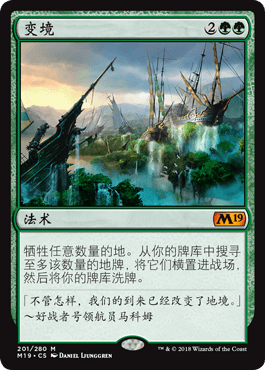 变境 2
法术 M19
牺牲任意数量的地。从你的牌库中搜寻
至多该数量的地牌，将它们横置进战场，
然后将你的牌库洗牌。
「不管怎样，我们的到来已经改变了地境。」
～好战者号领航员马科姆
201/280 M
M19 • CS DANIEL LJUNGGREN
™ & © 2018 Wizards of the Coast